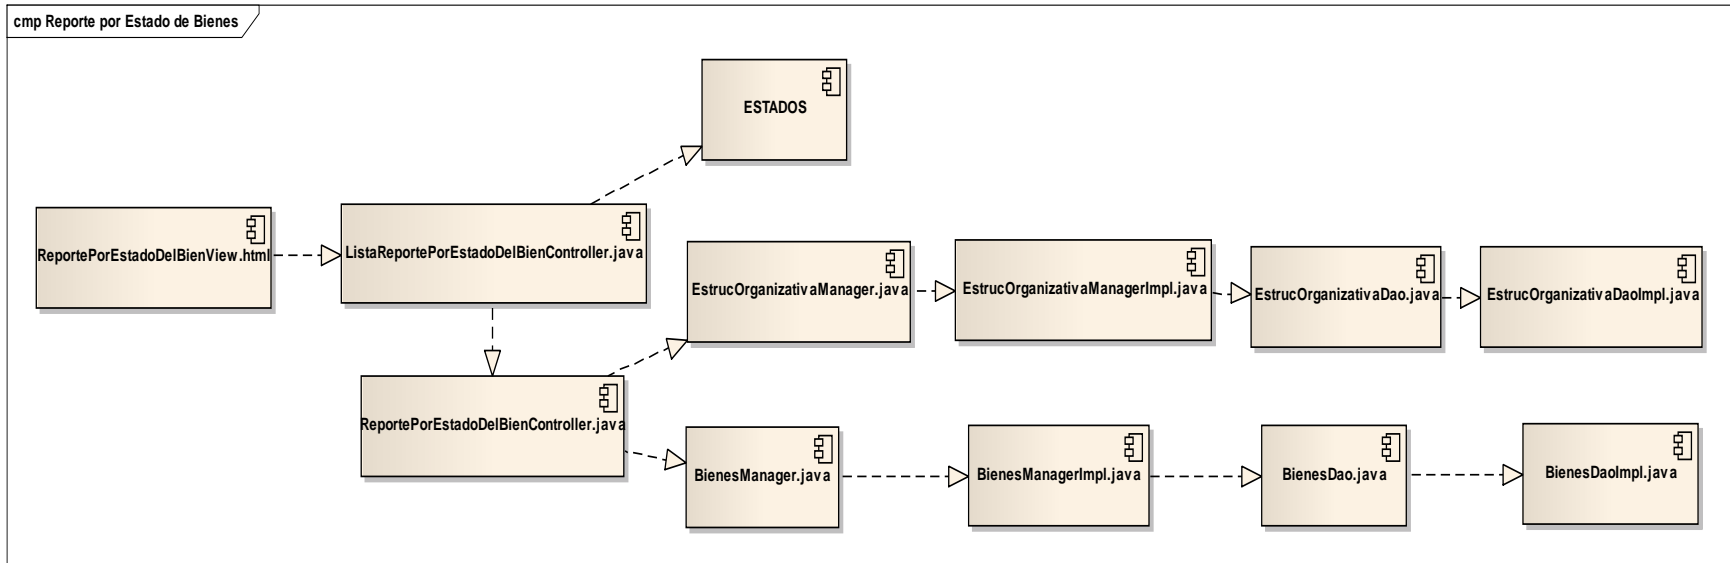 cmp Reporte por Estado de Bienes
ESTADOS
ReportePorEstadoDelBienView.html
ListaReportePorEstadoDelBienController.java
EstrucOrganizativaManager.java
EstrucOrganizativaManagerImpl.java
EstrucOrganizativaDao.java
EstrucOrganizativaDaoImpl.java
ReportePorEstadoDelBienController.java
BienesManager.java
BienesManagerImpl.java
BienesDao.java
BienesDaoImpl.java